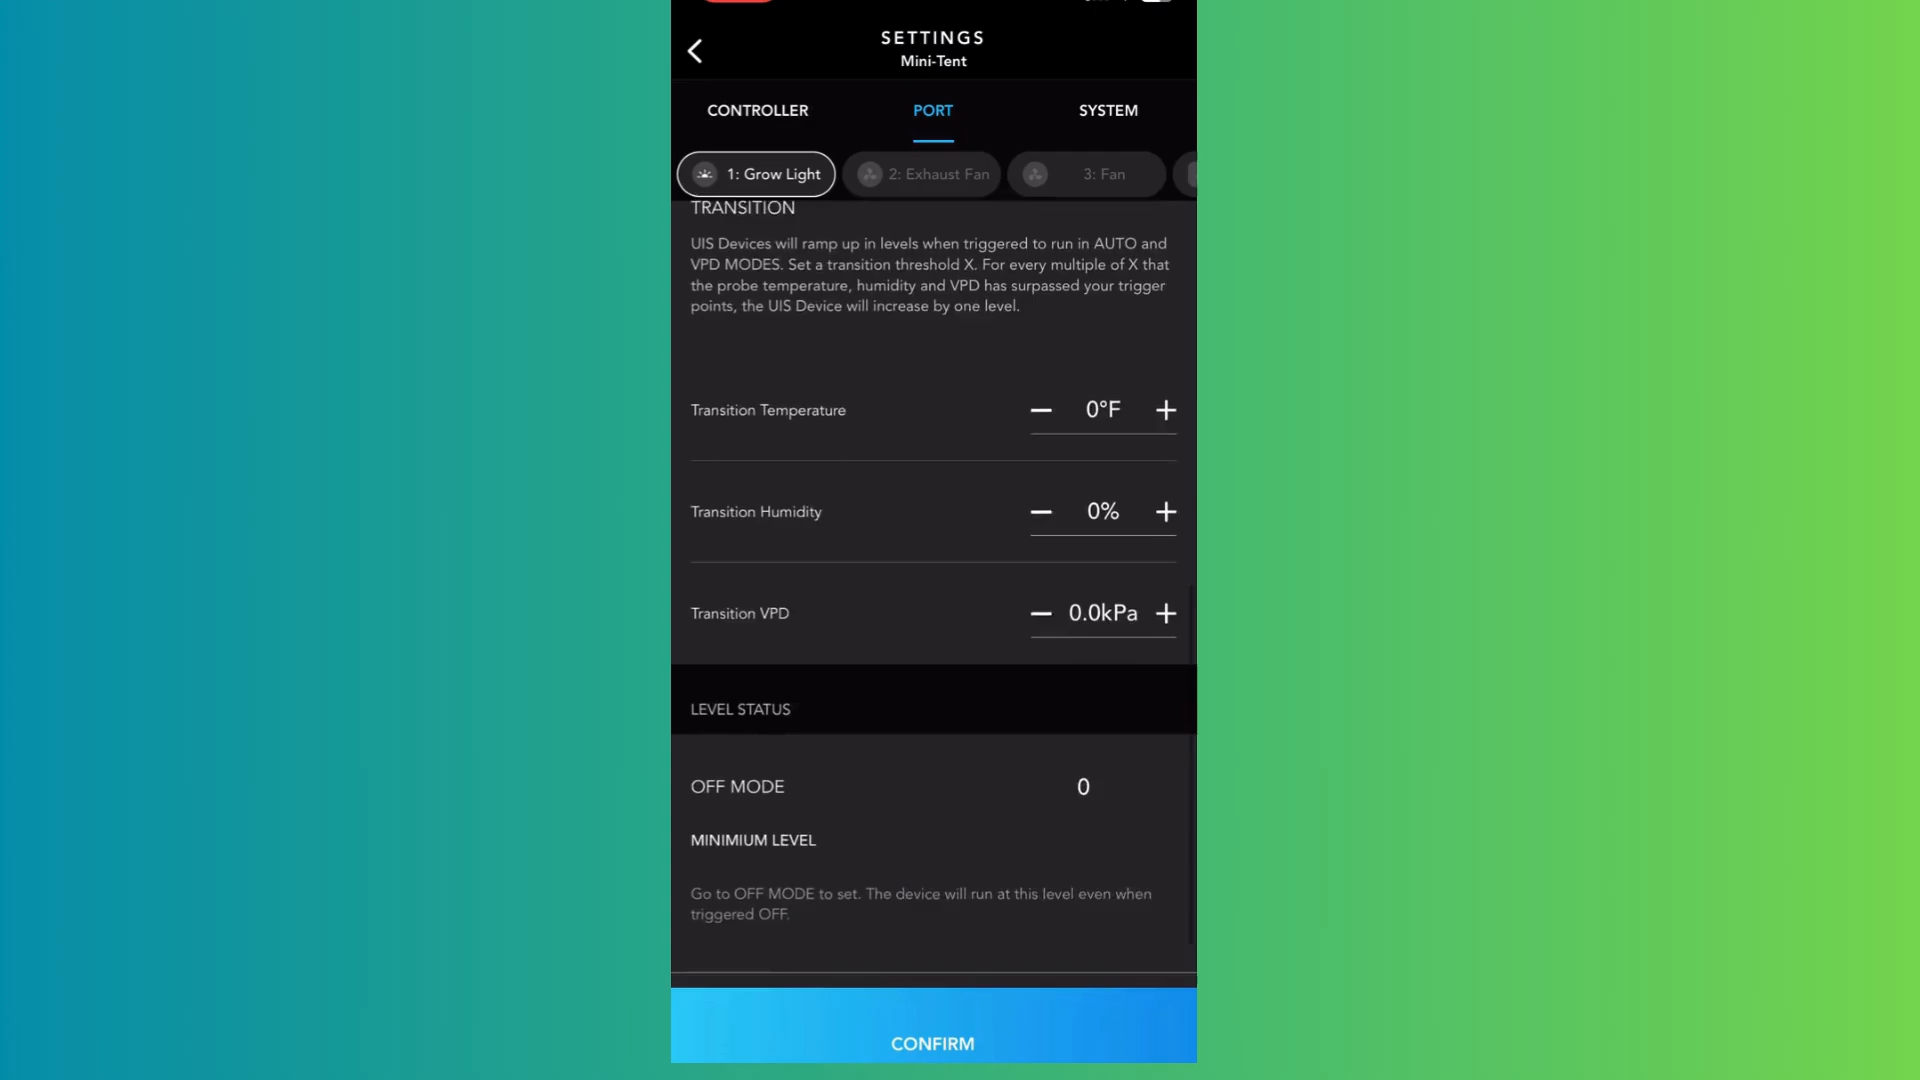 SETTINGS
Mini-Tent
CONTROLLER
PORT
SYSTEM
1: Grow Light
2: Exhaust Fan
3: Fan
TRANSITION
UIS Devices will ramp up in levels when triggered to run in AUTO and
VPD MODES. Set a transition threshold X. For every multiple of X that
the probe temperature, humidity and VPD has surpassed your trigger
points, the UIS Device will increase by one level.
Transition Temperature
0°F
Transition Humidity
0%
Transition VPD
0.0kPa
LEVEL STATUS
OFF MODE
0
MINIMIUM LEVEL
Go to OFF MODE to set. The device will run at this level even when
triggered OFF.
CONFIRM